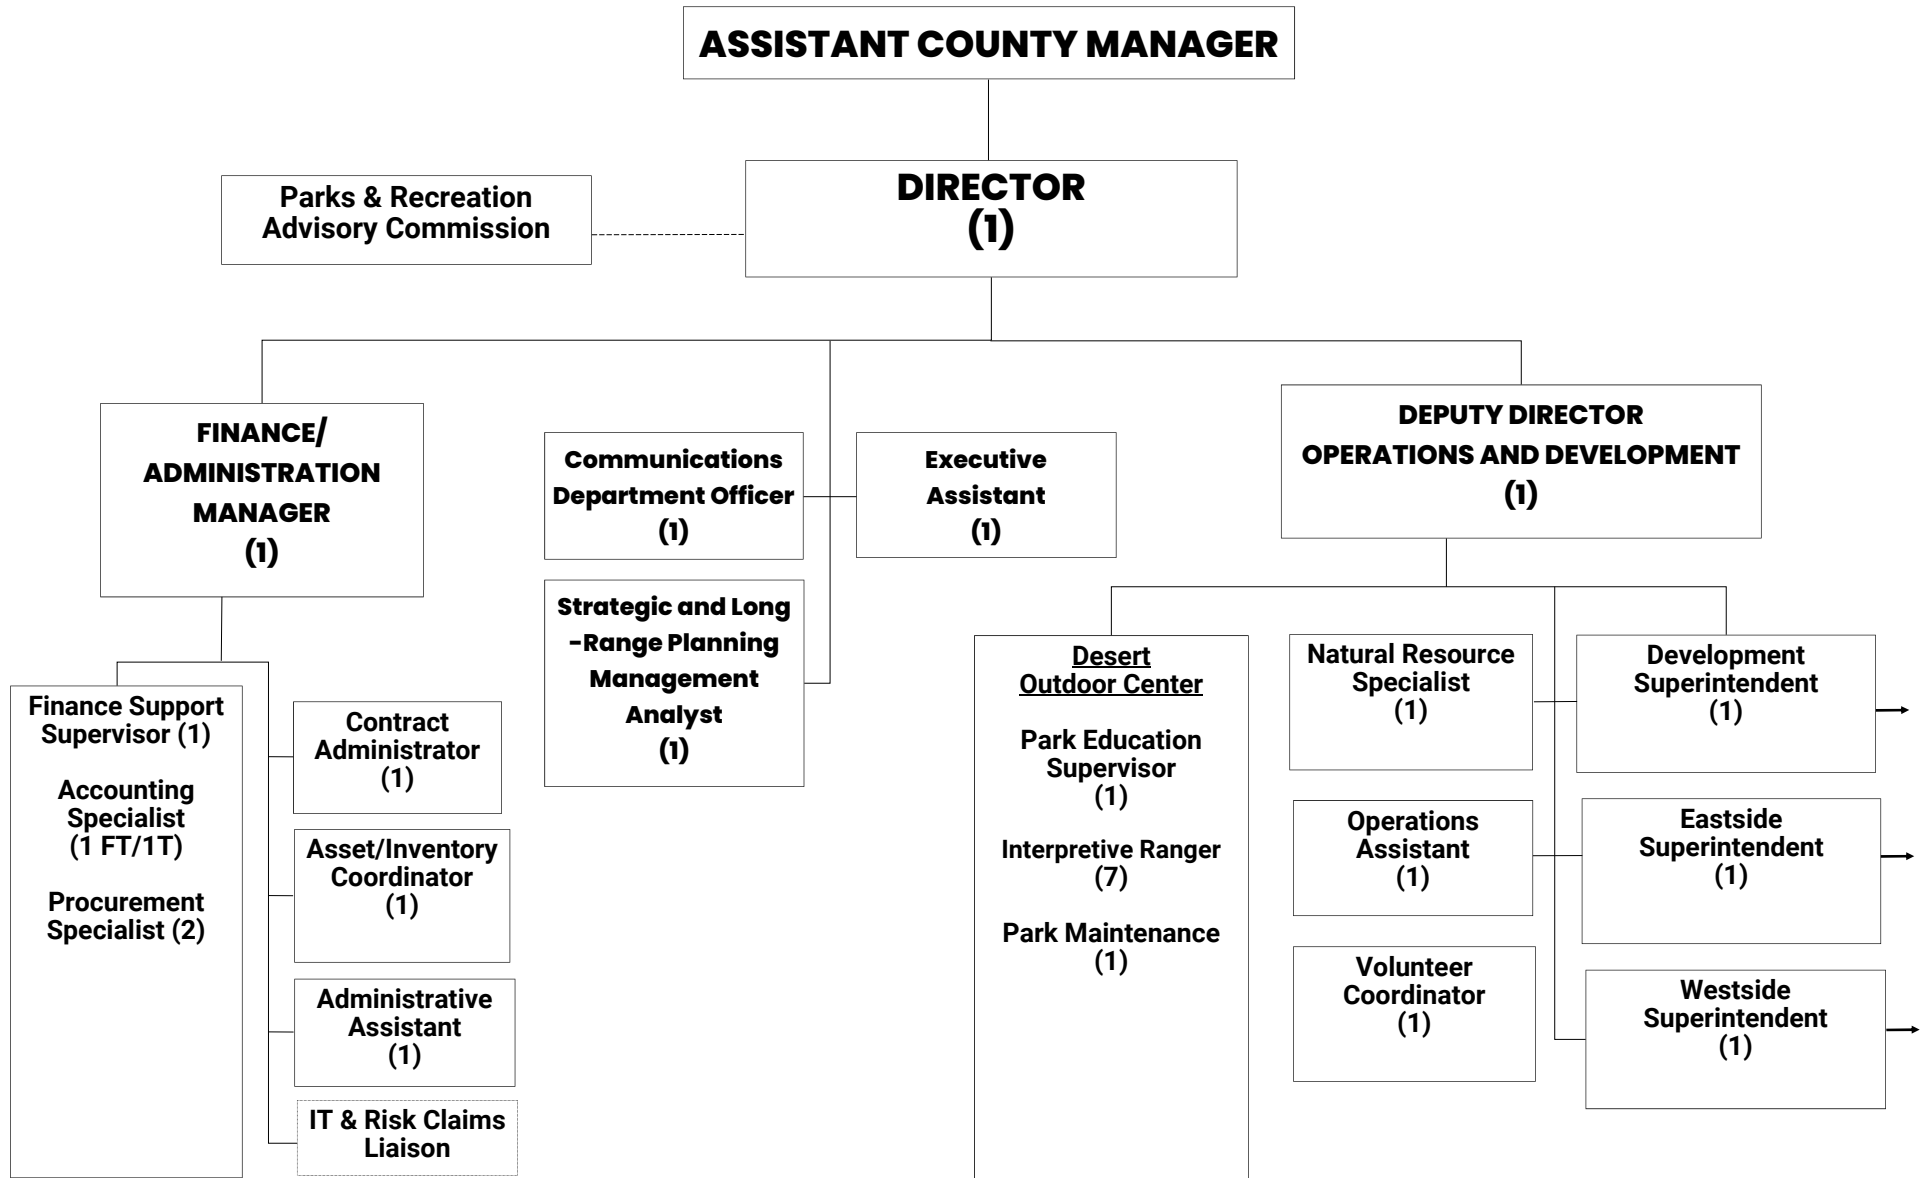 ASSISTANT COUNTY MANAGER
Parks & Recreation
Advisory Commission
DIRECTOR
(1)
FINANCE/
ADMINISTRATION
MANAGER
(1)
Communications
Department Officer
(1)
Executive
Assistant
(1)
Strategic and Long
-Range Planning
Management
Analyst
(1)
DEPUTY DIRECTOR
OPERATIONS AND DEVELOPMENT
(1)
Finance Support
Supervisor (1)
Accounting
Specialist
(1 FT/1T)
Procurement
Specialist (2)
Contract
Administrator
(1)
Asset/Inventory
Coordinator
(1)
Administrative
Assistant
(1)
IT & Risk Claims
Liaison
Desert
Outdoor Center
Park Education
Supervisor
(1)
Interpretive Ranger
(7)
Park Maintenance
(1)
Natural Resource
Specialist
(1)
Operations
Assistant
(1)
Volunteer
Coordinator
(1)
Development
Superintendent
(1)
Eastside
Superintendent
(1)
Westside
Superintendent
(1)